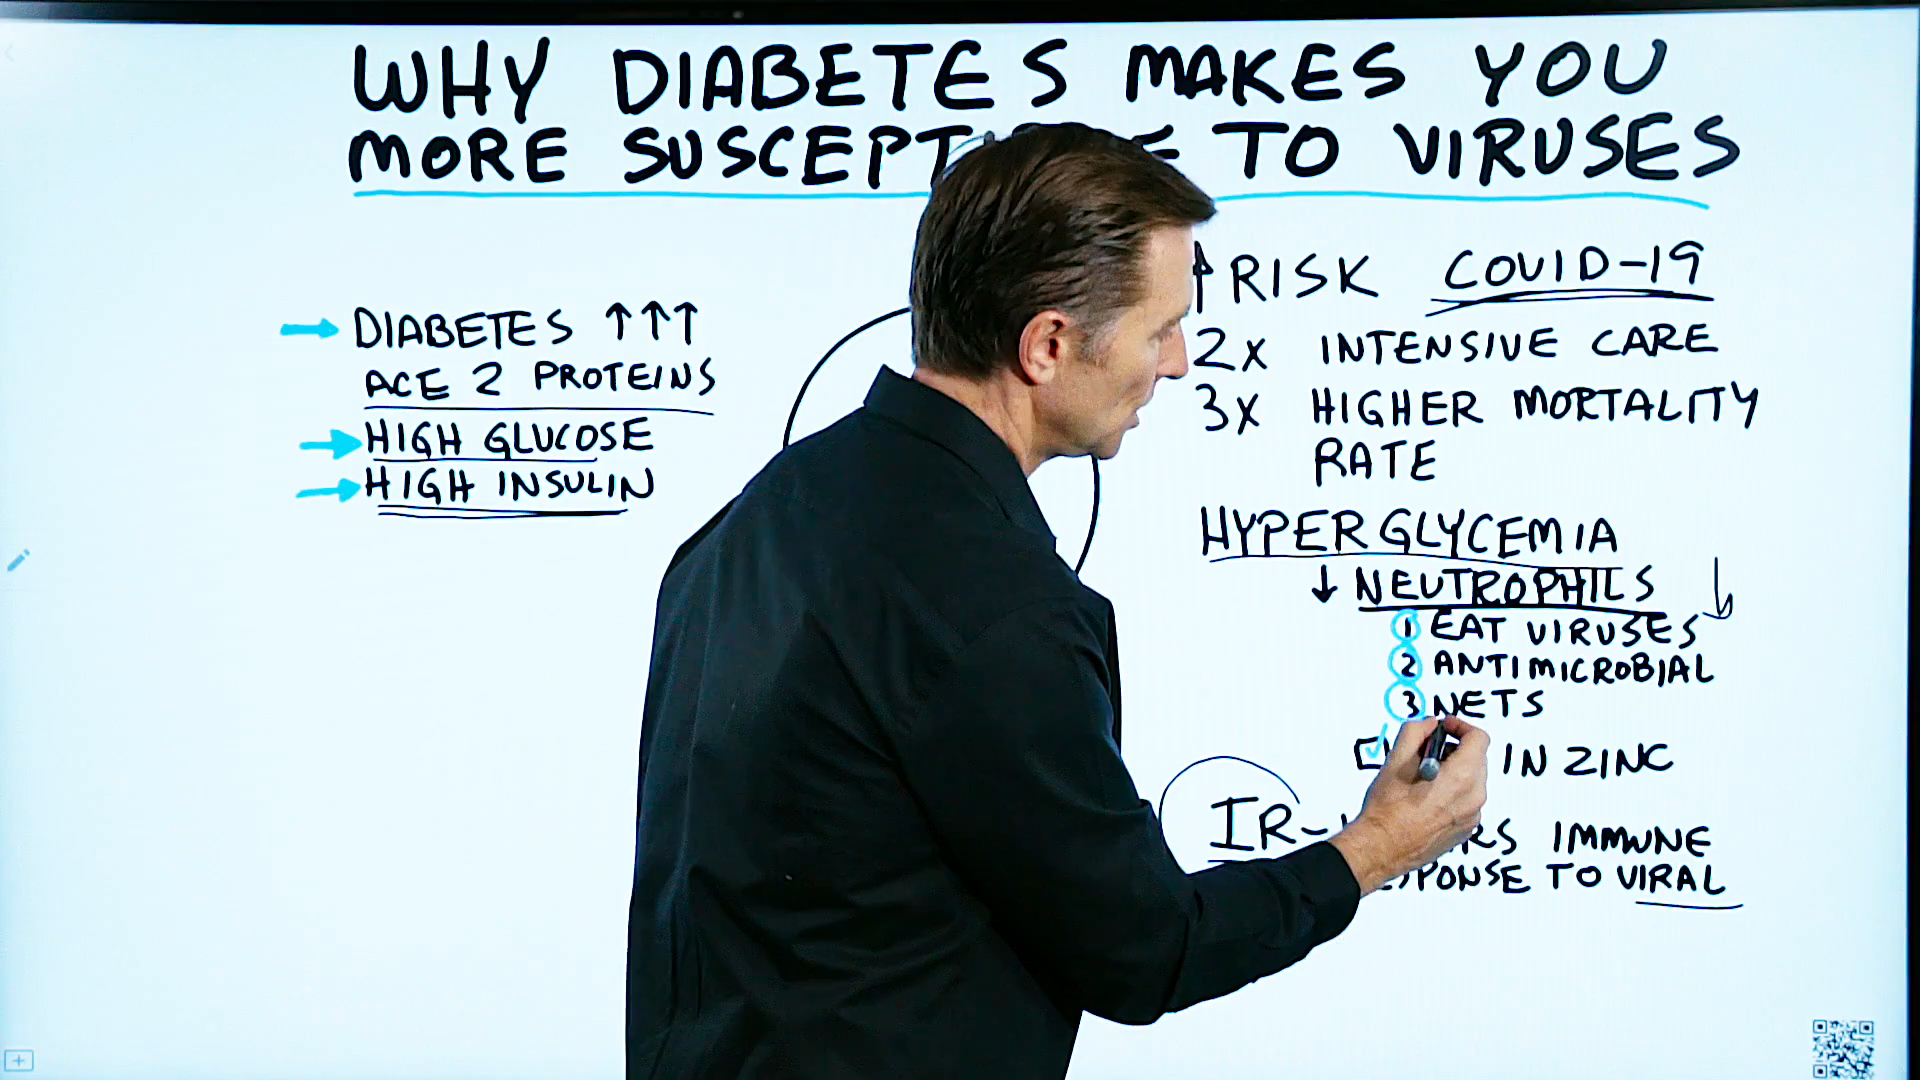 WHY DIABETES MAKES YOU
MORE SUSCEPT TO VIRUSES
→ DIABETES ↑↑↑
ACE 2 PROTEINS
→ HIGH GLUCOSE
→ HIGH INSULIN
↑ RISK COVID-19
2X INTENSIVE CARE
3X HIGHER MORTALITY
RATE
HYPERGLYCEMIA
↓ NEUTROPHILS ↓
1 EAT VIRUSES
2 ANTIMICROBIAL
3 NETS
IN ZINC
IR- IMMUNE
TO VIRAL